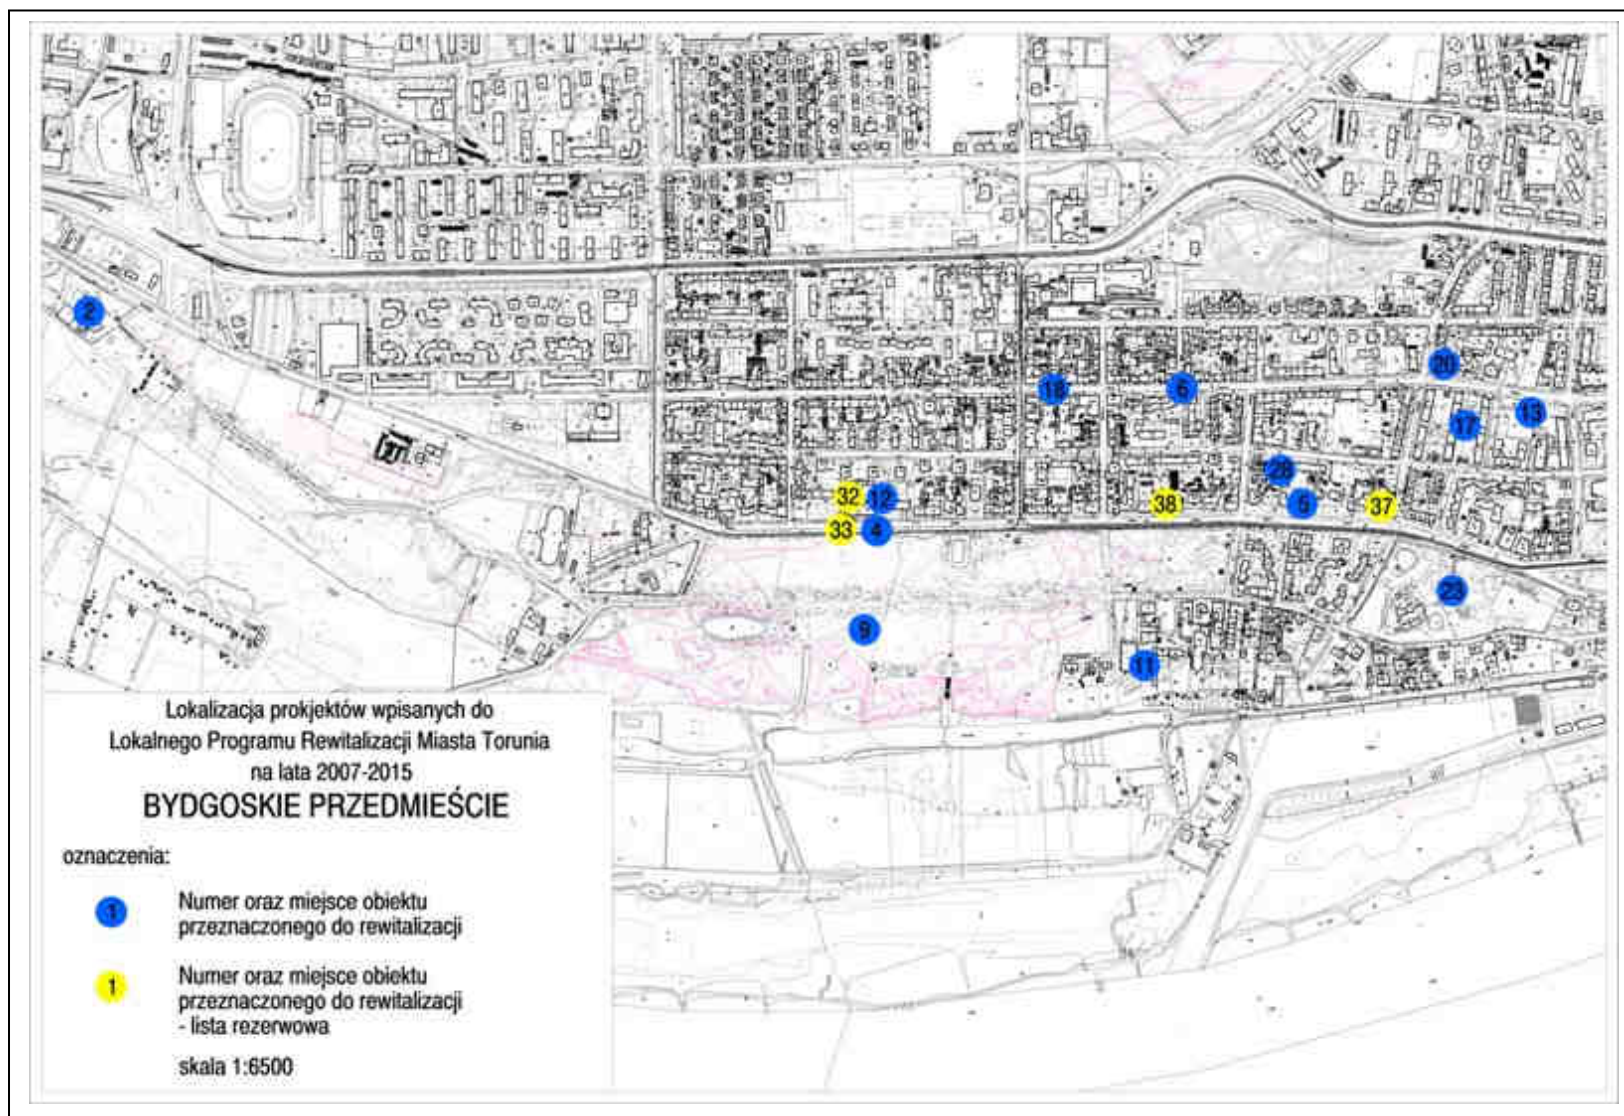 2
20
18
6
13
17
28
32
12
5
38
37
33
4
23
9
11
Lokalizacja prokjektów wpisanych do
Lokalnego Programu Rewitalizacji Miasta Torunia
na lata 2007-2015
BYDGOSKIE PRZEDMIEŚCIE
oznaczenia:
1
Numer oraz miejsce obiektu
przeznaczonego do rewitalizacji
1
Numer oraz miejsce obiektu
przeznaczonego do rewitalizacji
- lista rezerwowa
skala 1:6500